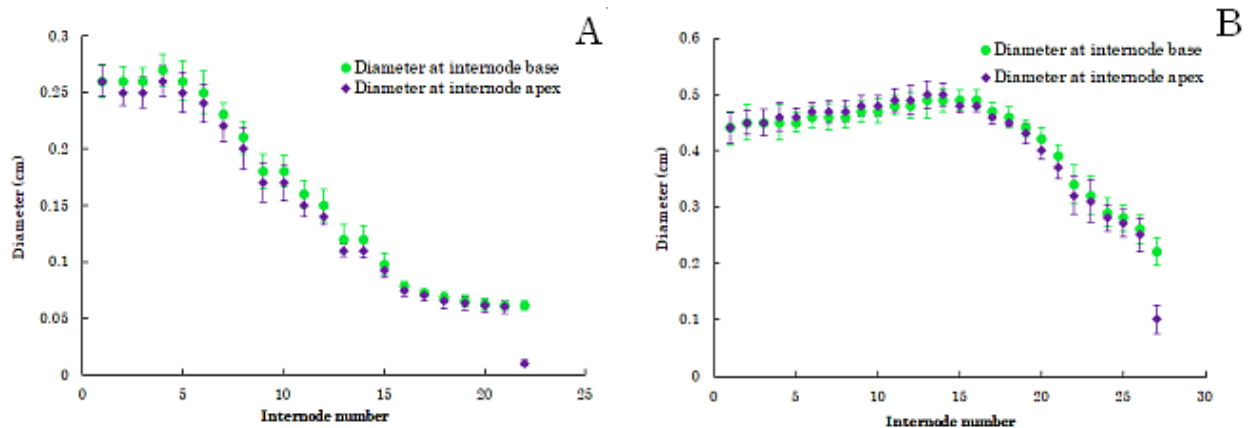 A
0.3
0.25
0.2
0.15
0.1
0.05
0
Diameter (cm)
Diameter at internode base
Diameter at internode apex
0
5
10
15
20
25
Internode number
B
0.6
0.5
0.4
0.3
0.2
0.1
0
Diameter (cm)
Diameter at internode base
Diameter at internode apex
0
5
10
15
20
25
30
Internode number